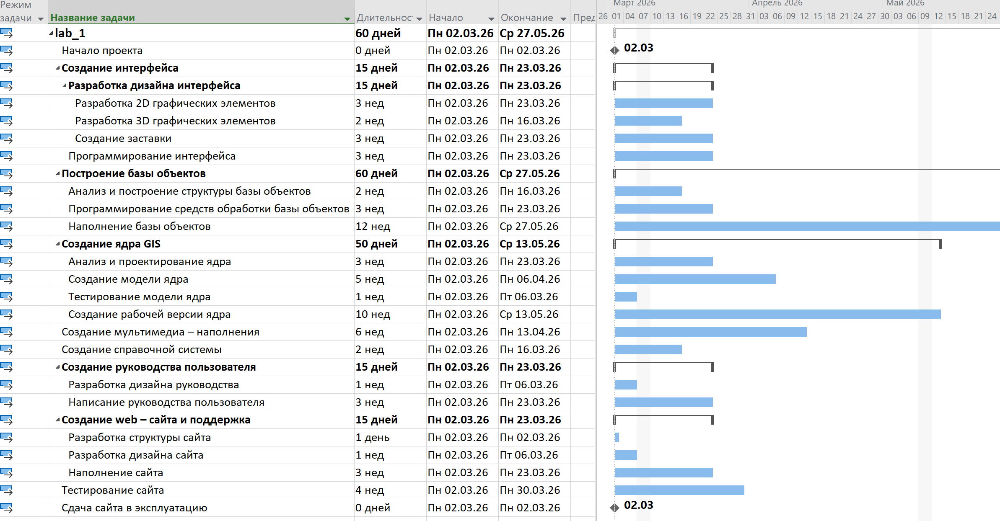 Режим задачи Название задачи Длительнос Начало Окончание Пред
Март 2026 Апрель 2026 Май 2026
26 01 04 07 10 13 16 19 22 25 28 31 03 06 09 12 15 18 21 24 27 30 03 06 09 12 15 18 21 24
lab_1 60 дней Пн 02.03.26 Ср 27.05.26
Начало проекта 0 дней Пн 02.03.26 Пн 02.03.26 02.03
Создание интерфейса 15 дней Пн 02.03.26 Пн 23.03.26
Разработка дизайна интерфейса 15 дней Пн 02.03.26 Пн 23.03.26
Разработка 2D графических элементов 3 нед Пн 02.03.26 Пн 23.03.26
Разработка 3D графических элементов 2 нед Пн 02.03.26 Пн 16.03.26
Создание заставки 3 нед Пн 02.03.26 Пн 23.03.26
Программирование интерфейса 3 нед Пн 02.03.26 Пн 23.03.26
Построение базы объектов 60 дней Пн 02.03.26 Ср 27.05.26
Анализ и построение структуры базы объектов 2 нед Пн 02.03.26 Пн 16.03.26
Программирование средств обработки базы объектов 3 нед Пн 02.03.26 Пн 23.03.26
Наполнение базы объектов 12 нед Пн 02.03.26 Ср 27.05.26
Создание ядра GIS 50 дней Пн 02.03.26 Ср 13.05.26
Анализ и проектирование ядра 3 нед Пн 02.03.26 Пн 23.03.26
Создание модели ядра 5 нед Пн 02.03.26 Пн 06.04.26
Тестирование модели ядра 1 нед Пн 02.03.26 Пт 06.03.26
Создание рабочей версии ядра 10 нед Пн 02.03.26 Ср 13.05.26
Создание мультимедиа – наполнения 6 нед Пн 02.03.26 Пн 13.04.26
Создание справочной системы 2 нед Пн 02.03.26 Пн 16.03.26
Создание руководства пользователя 15 дней Пн 02.03.26 Пн 23.03.26
Разработка дизайна руководства 1 нед Пн 02.03.26 Пт 06.03.26
Написание руководства пользователя 3 нед Пн 02.03.26 Пн 23.03.26
Создание web – сайта и поддержка 15 дней Пн 02.03.26 Пн 23.03.26
Разработка структуры сайта 1 день Пн 02.03.26 Пн 02.03.26
Разработка дизайна сайта 1 нед Пн 02.03.26 Пт 06.03.26
Наполнение сайта 3 нед Пн 02.03.26 Пн 23.03.26
Тестирование сайта 4 нед Пн 02.03.26 Пн 30.03.26
Сдача сайта в эксплуатацию 0 дней Пн 02.03.26 Пн 02.03.26 02.03